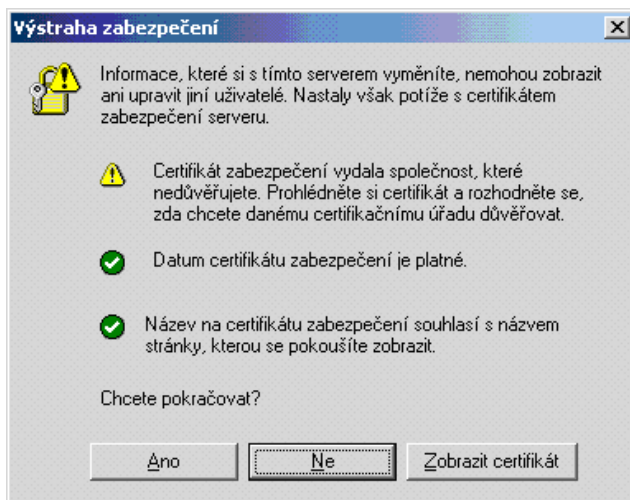 Výstraha zabezpečení
Informace, které si s tímto serverem vyměníte, nemohou zobrazit
ani upravit jiní uživatelé. Nastaly však potíže s certifikátem
zabezpečení serveru.
Certifikát zabezpečení vydala společnost, které
nedůvěřujete. Prohlédněte si certifikát a rozhodněte se,
zda chcete danému certifikačnímu úřadu důvěřovat.
Datum certifikátu zabezpečení je platné.
Název na certifikátu zabezpečení souhlasí s názvem
stránky, kterou se pokoušíte zobrazit.
Chcete pokračovat?
Ano
Ne
Zobrazit certifikát